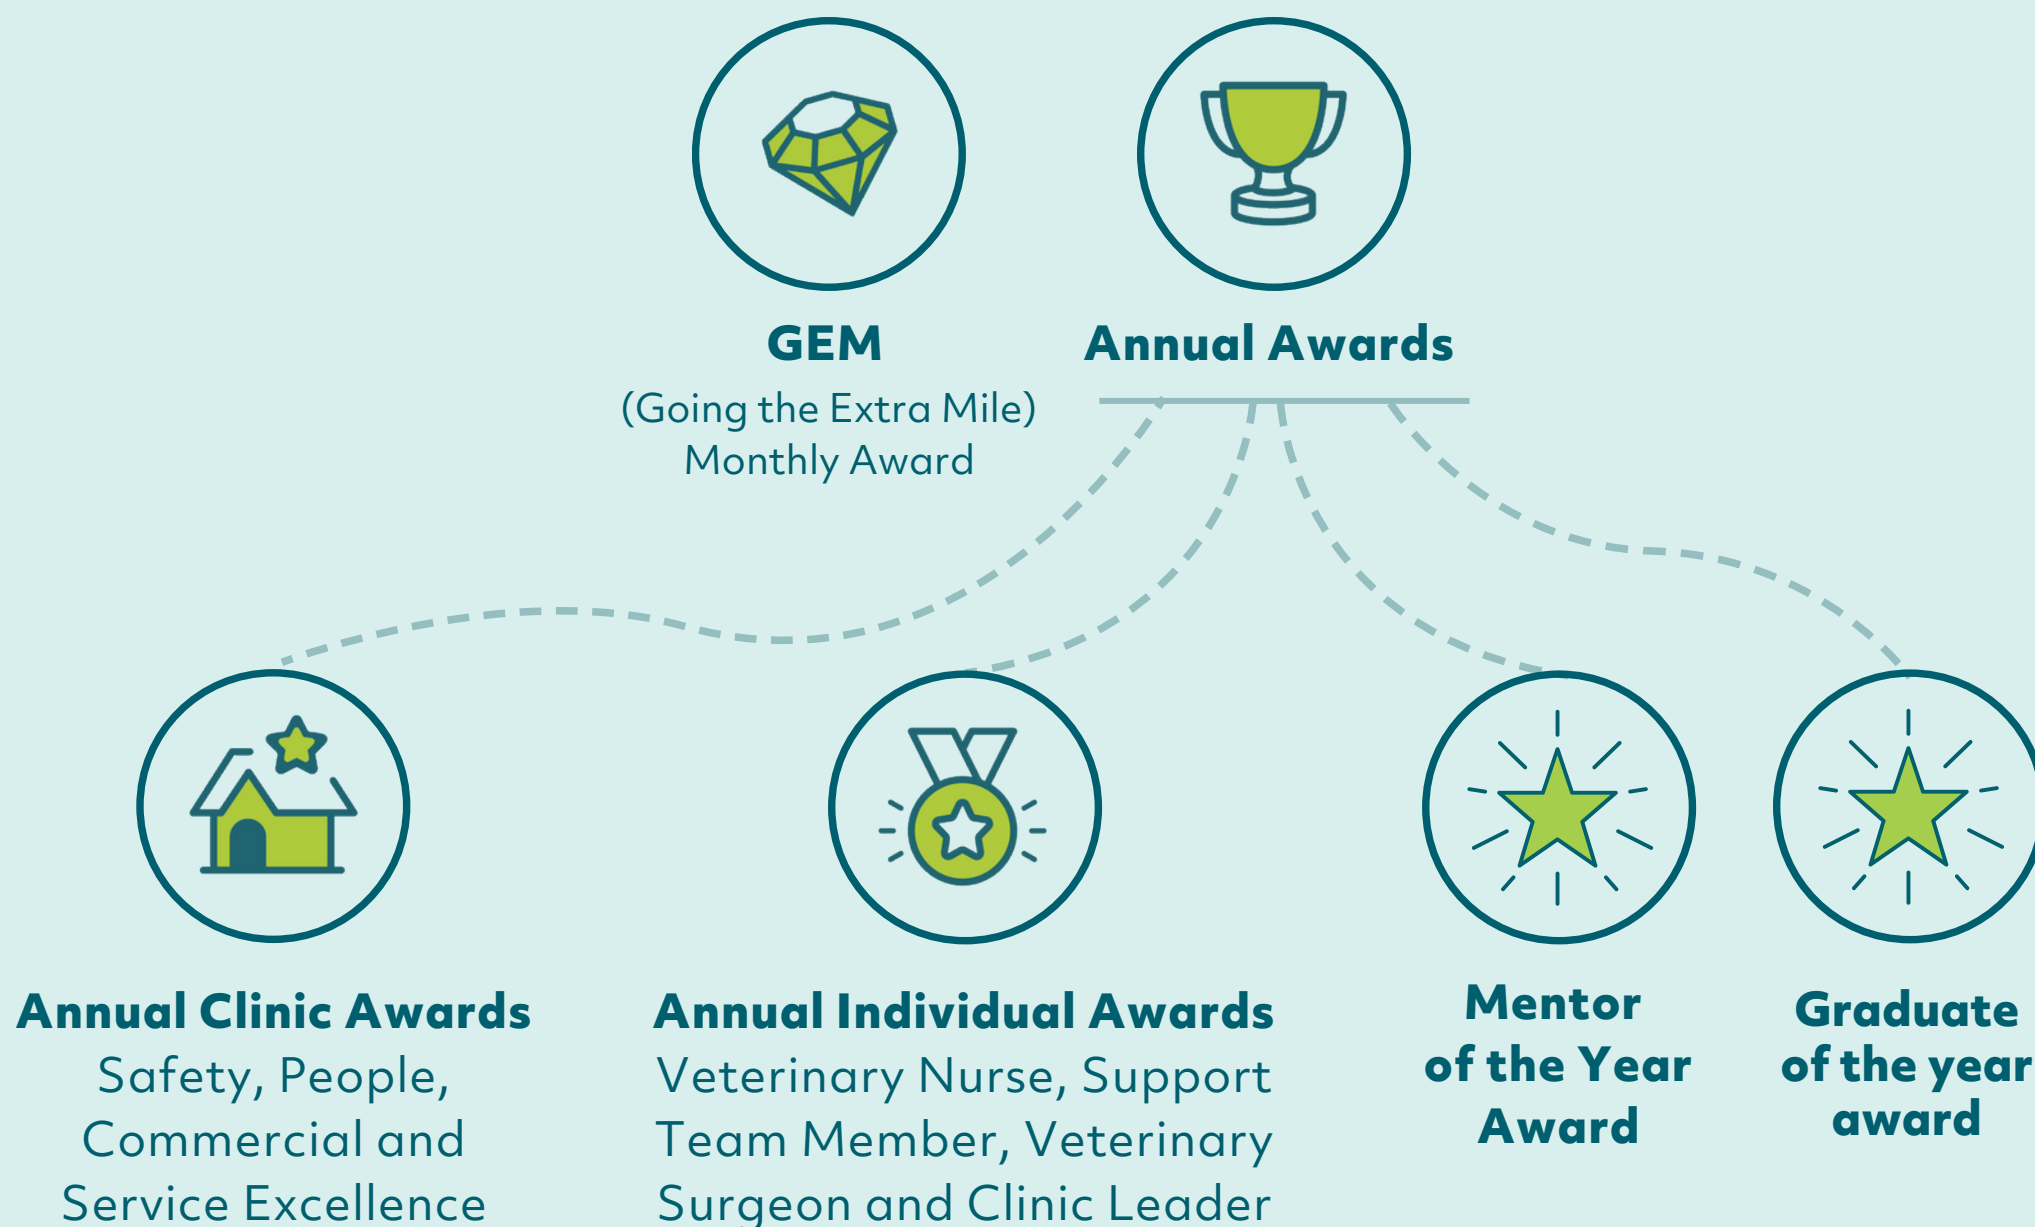 GEM
(Going the Extra Mile)
Monthly Award
Annual Awards
Annual Clinic Awards
Safety, People,
Commercial and
Service Excellence
Annual Individual Awards
Veterinary Nurse, Support
Team Member, Veterinary
Surgeon and Clinic Leader
Mentor
of the Year
Award
Graduate
of the year
award